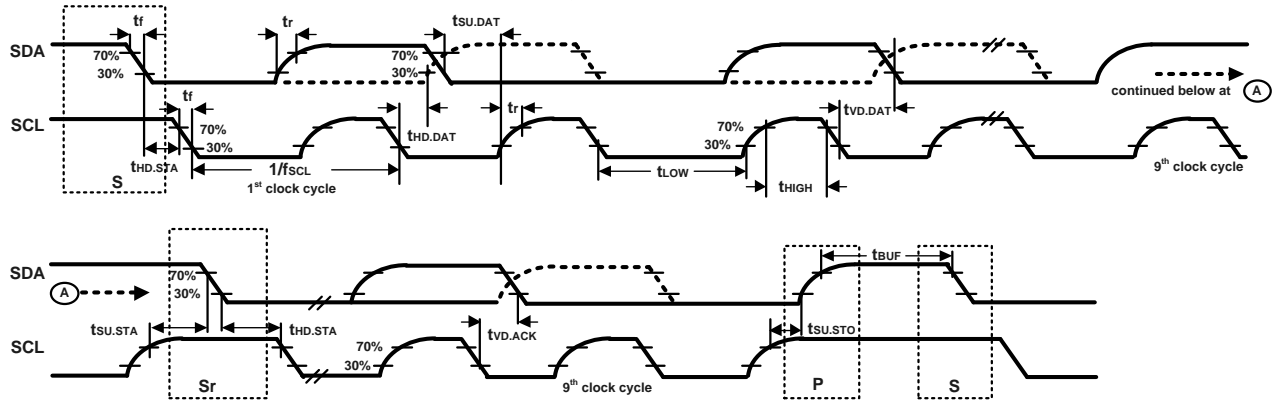 tf
tr
tSU.DAT
SDA
70%
30%
70%
30%
continued below at A
tf
tHD.DAT
tr
tVD.DAT
SCL
70%
30%
70%
30%
tHD.STA
1/fSCL
tLOW
tHIGH
S
1st clock cycle
9th clock cycle
tBUF
SDA
70%
30%
A
tSU.STA
tHD.STA
tVD.ACK
tSU.STO
SCL
70%
30%
Sr
9th clock cycle
P
S